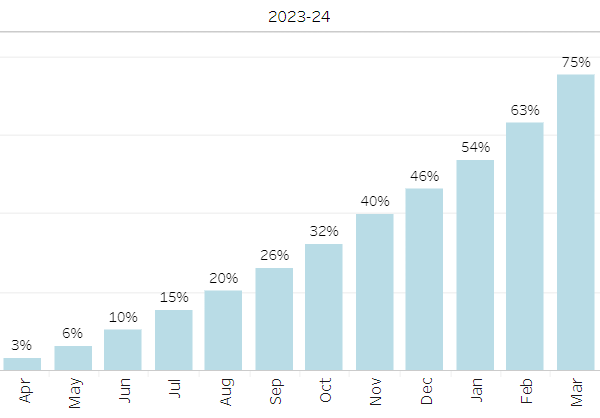 2023-24
75%
63%
54%
46%
40%
32%
26%
20%
15%
10%
6%
3%
Apr
May
Jun
Jul
Aug
Sep
Oct
Nov
Dec
Jan
Feb
Mar